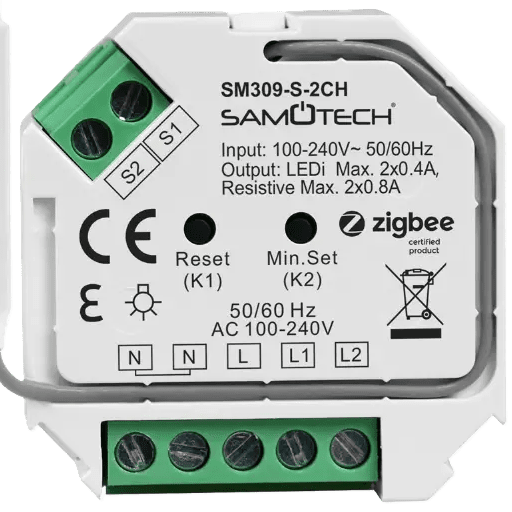 SM309-S-2CH
SAMOTECH®
Input: 100-240V~ 50/60Hz
Output: LEDi Max. 2x0.4A,
Resistive Max. 2x0.8A
S1
S2
CE
zigbee
certified
product
Reset
(K1)
Min.Set
(K2)
50/60 Hz
AC 100-240V
N N L L1 L2